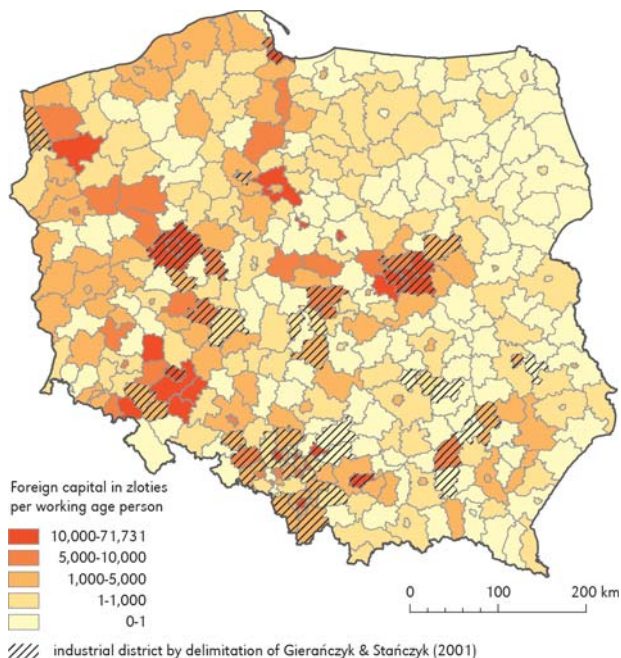 Foreign capital in zloties
per working age person
10,000-71,731
5,000-10,000
1,000-5,000
1-1,000
0-1
0 100 200 km
industrial district by delimitation of Gierańczyk & Stańczyk (2001)